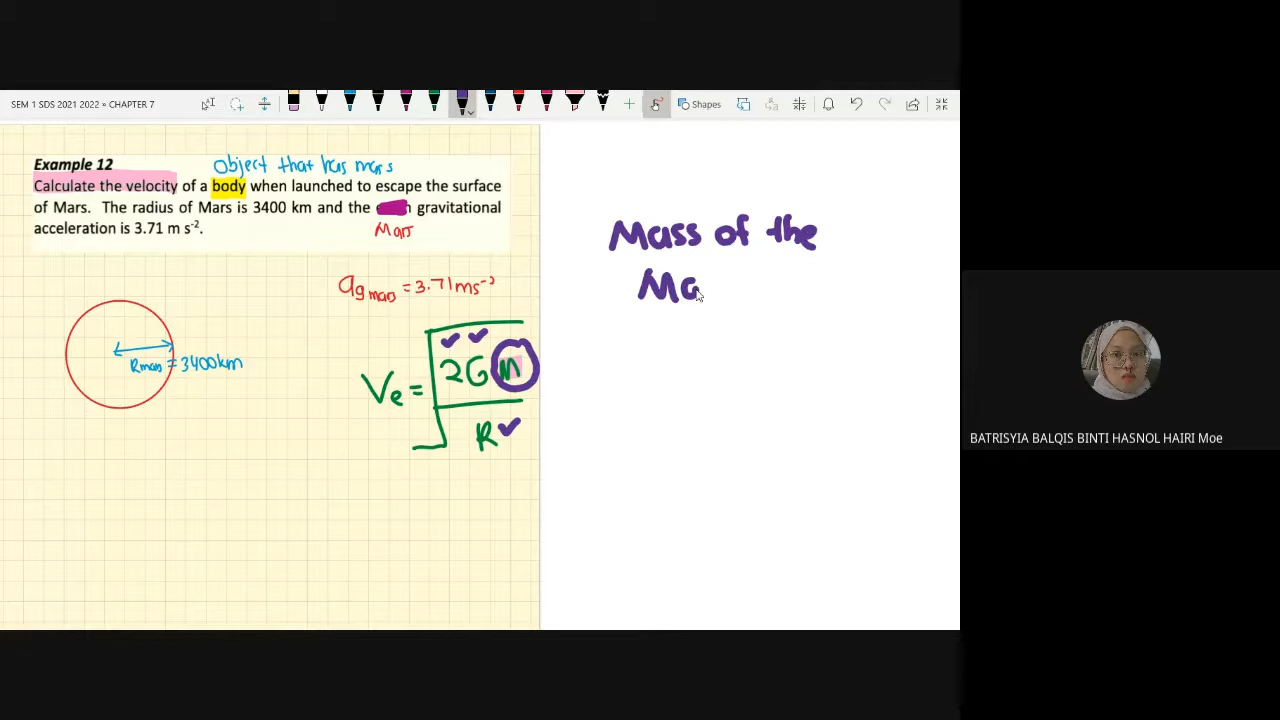 SEM 1 SDS 2021 2022 » CHAPTER 7
Shapes
Example 12
Object that has mass
Calculate the velocity of a body when launched to escape the surface
of Mars. The radius of Mars is 3400 km and the gravitational
acceleration is 3.71 m s⁻².
Mars
ag mars = 3.71 ms⁻²
Rmars = 3400km
Ve = √(2GM
R
Mass of the
Ma
BATRISYIA BALQIS BINTI HASNOL HAIRI Moe